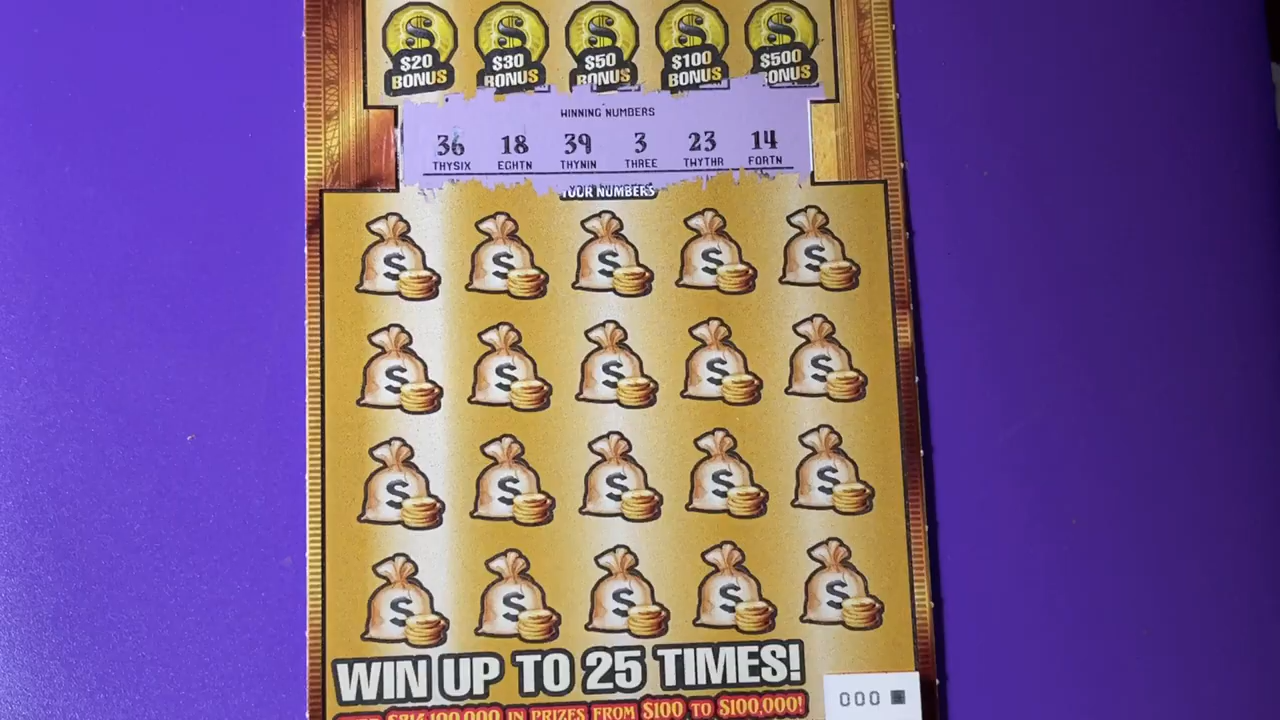 $20 $30 $50 $100 $500
BONUS BONUS BONUS BONUS BONUS
WINNING NUMBERS
36 18 39 3 23 14
THYSIX EGHTN THYNIN THREE TWYTHR FORTN
YOUR NUMBERS
WIN UP TO 25 TIMES!
IN PRIZES FROM $100 TO $100,000!
000